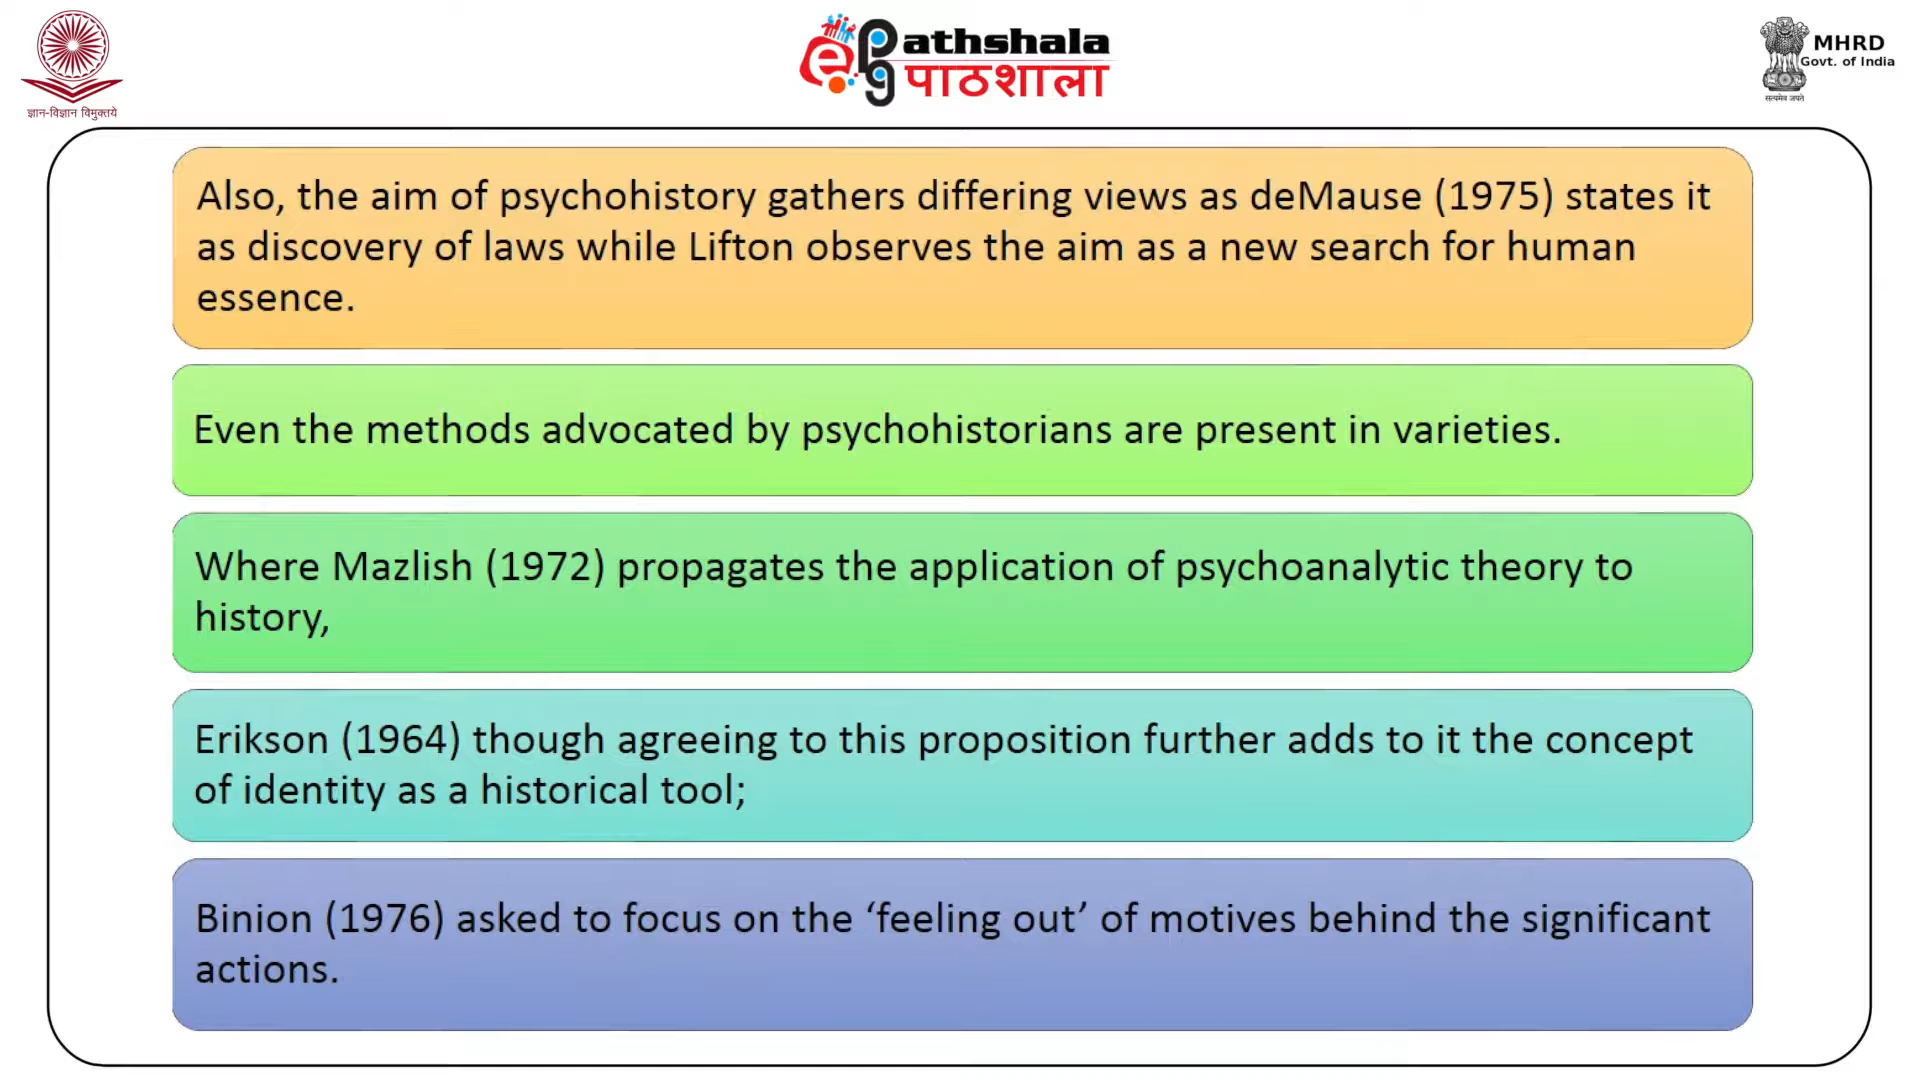 ज्ञान-विज्ञान विमुक्तये
e
pg
athshala
पाठशाला
MHRD
Govt. of India
सत्यमेव जयते
Also, the aim of psychohistory gathers differing views as deMause (1975) states it
as discovery of laws while Lifton observes the aim as a new search for human
essence.
Even the methods advocated by psychohistorians are present in varieties.
Where Mazlish (1972) propagates the application of psychoanalytic theory to
history,
Erikson (1964) though agreeing to this proposition further adds to it the concept
of identity as a historical tool;
Binion (1976) asked to focus on the ‘feeling out’ of motives behind the significant
actions.